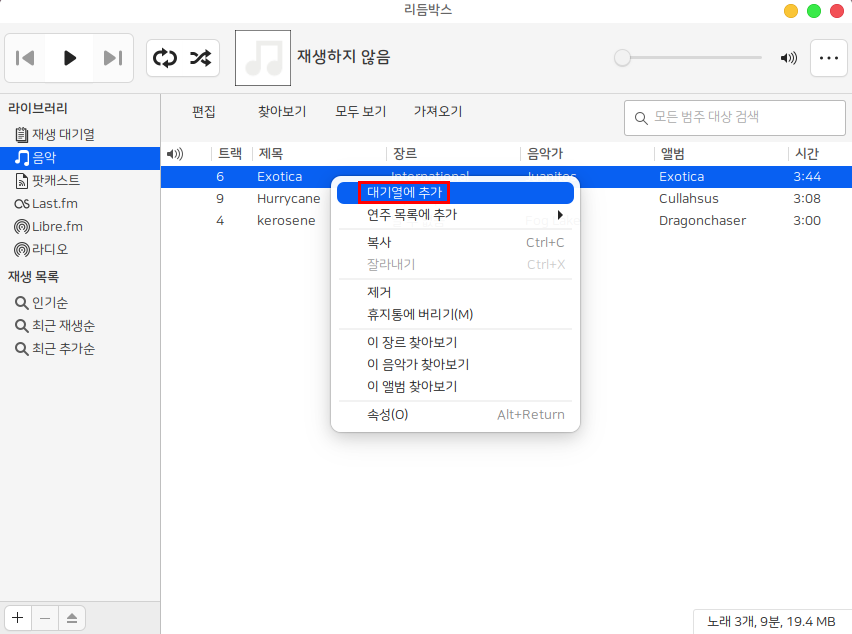 리듬박스
재생하지 않음
라이브러리
재생 대기열
음악
팟캐스트
Last.fm
Libre.fm
라디오
재생 목록
인기순
최근 재생순
최근 추가순
편집 찾아보기 모두 보기 가져오기
모든 범주 대상 검색
트랙 제목 장르 음악가 앨범 시간
6 Exotica International Juanitos Exotica 3:44
9 Hurrycane Cullahsus 3:08
4 kerosene Dragonchaser 3:00
대기열에 추가
연주 목록에 추가
복사 Ctrl+C
잘라내기 Ctrl+X
제거
휴지통에 버리기(M)
이 장르 찾아보기
이 음악가 찾아보기
이 앨범 찾아보기
속성(O) Alt+Return
노래 3개, 9분, 19.4 MB